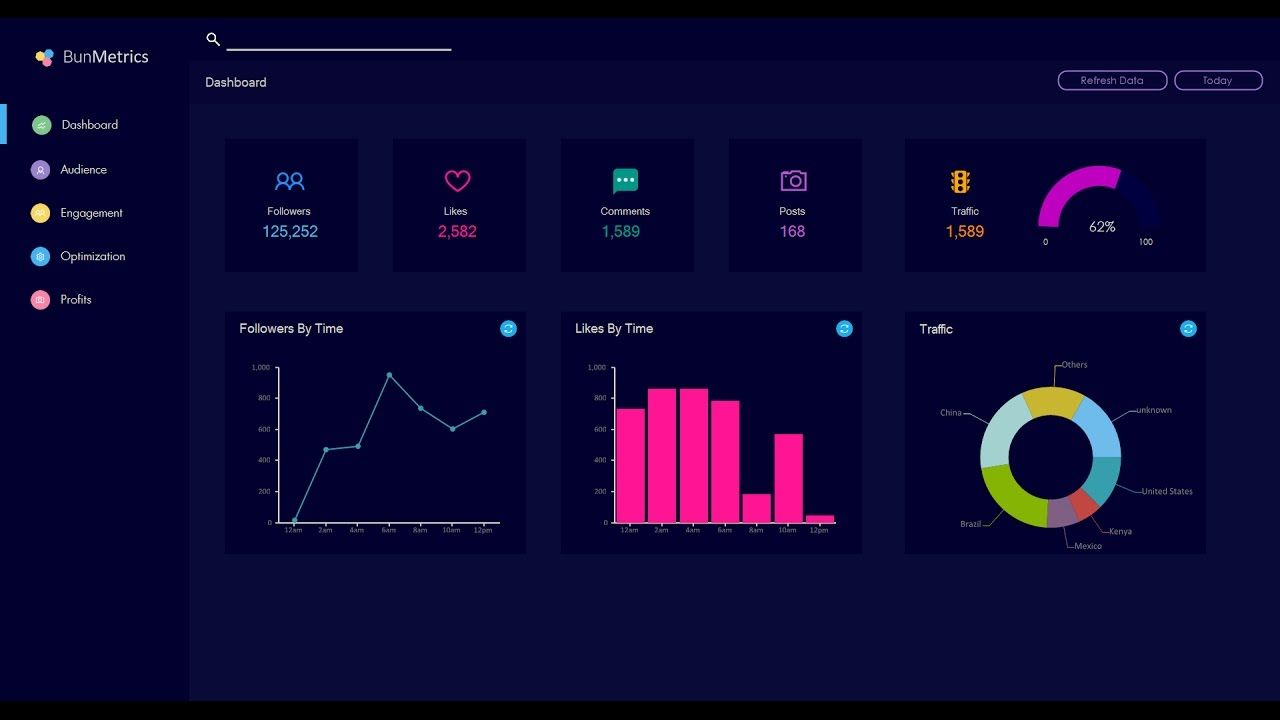 BunMetrics
Dashboard
Refresh Data
Today
Dashboard
Audience
Engagement
Optimization
Profits
Followers
125,252
Likes
2,582
Comments
1,589
Posts
168
Traffic
1,589
62%
0
100
Followers By Time
1,000
800
600
400
200
0
12am 2am 4am 6am 8am 10am 12pm
Likes By Time
1,000
800
600
400
200
0
12am 2am 4am 6am 8am 10am 12pm
Traffic
Others
unknown
China
United States
Brazil
Kenya
Mexico